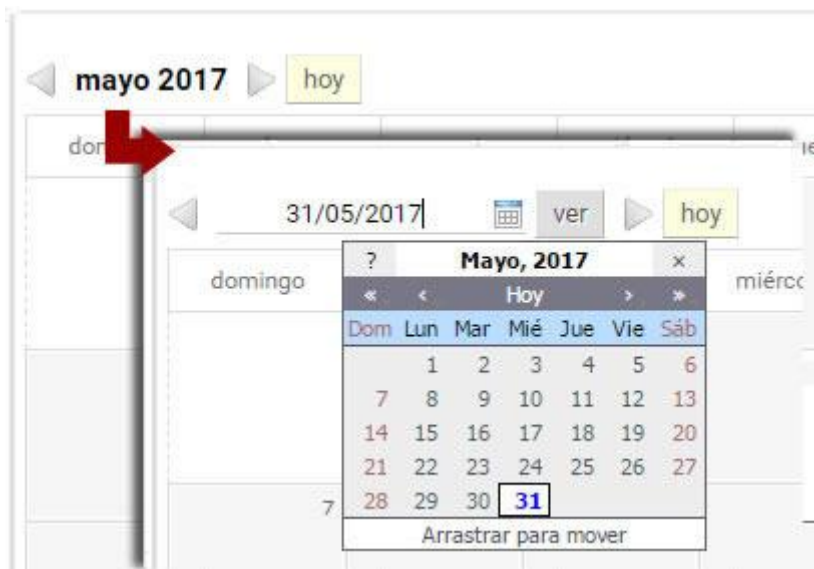 mayo 2017 hoy
31/05/2017 ver hoy
domingo
? Mayo, 2017 ×
« ‹ Hoy › »
Dom Lun Mar Mié Jue Vie Sáb
1 2 3 4 5 6
7 8 9 10 11 12 13
14 15 16 17 18 19 20
21 22 23 24 25 26 27
7 28 29 30 31
Arrastrar para mover